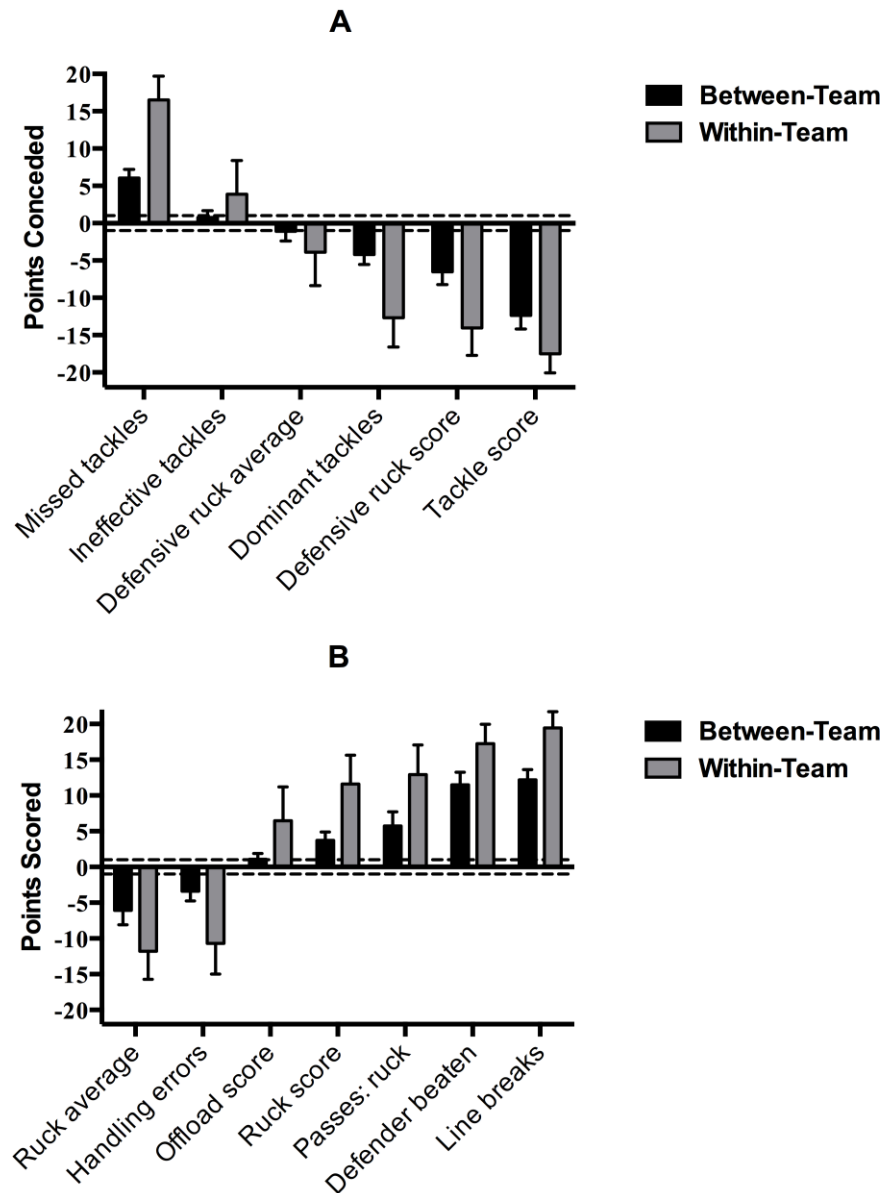 A
Between-Team
Within-Team
Points Conceded
20
15
10
5
0
-5
-10
-15
-20
Missed tackles
Ineffective tackles
Defensive ruck average
Dominant tackles
Defensive ruck score
Tackle score
B
Between-Team
Within-Team
Points Scored
20
15
10
5
0
-5
-10
-15
-20
Ruck average
Handling errors
Offload score
Ruck score
Passes: ruck
Defender beaten
Line breaks